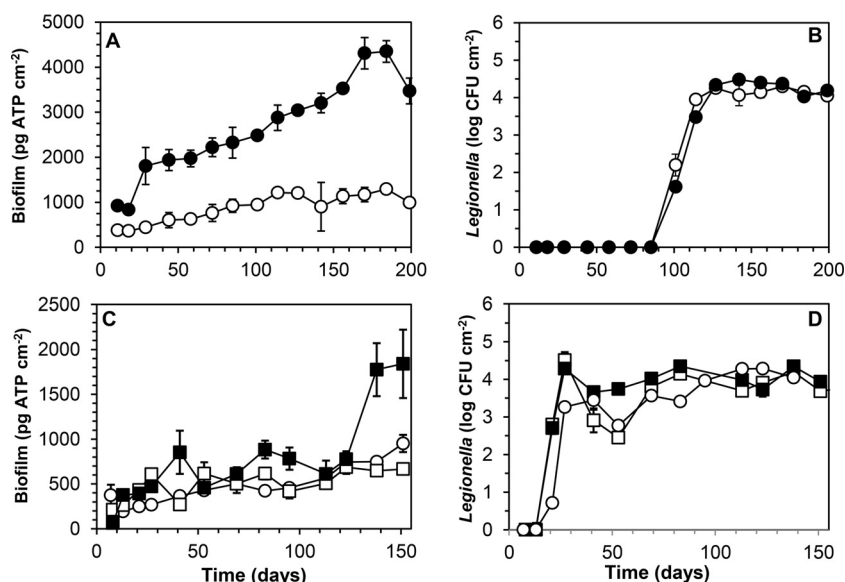 A
Biofilm (pg ATP cm-2)
5000
4000
3000
2000
1000
0
0 50 100 150 200
B
Legionella (log CFU cm-2)
6
5
4
3
2
1
0
0 50 100 150 200
C
Biofilm (pg ATP cm-2)
2500
2000
1500
1000
500
0
0 50 100 150
Time (days)
D
Legionella (log CFU cm-2)
6
5
4
3
2
1
0
0 50 100 150
Time (days)